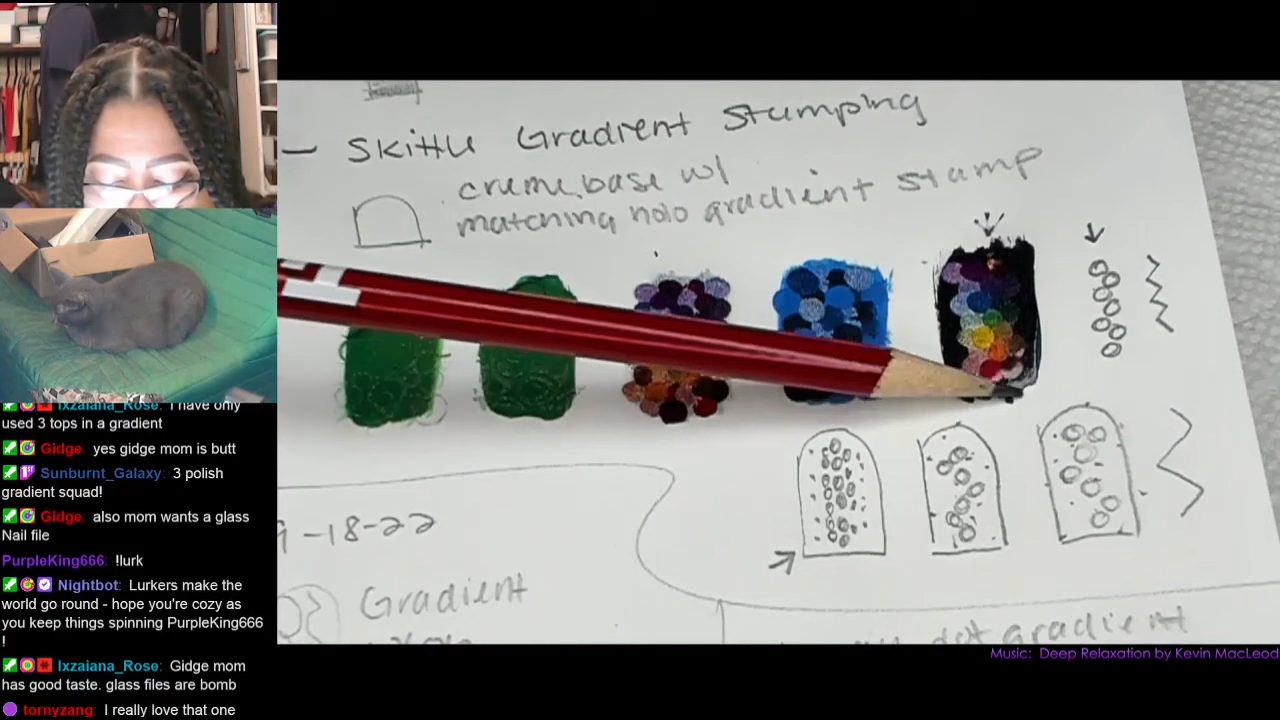 Ixzaiana_Rose: I have only
used 3 tops in a gradient
Gidge: yes gidge mom is butt
Sunburnt_Galaxy: 3 polish
gradient squad!
Gidge: also mom wants a glass
Nail file
PurpleKing666: !lurk
Nightbot: Lurkers make the
world go round - hope you're cozy as
you keep things spinning PurpleKing666
!
Ixzaiana_Rose: Gidge mom
has good taste. glass files are bomb
tornyzang: I really love that one
- Skittle Gradient Stamping
creme base w/
matching holo gradient stamp
9-18-22
Gradient
dot gradient
Music: Deep Relaxation by Kevin MacLeod